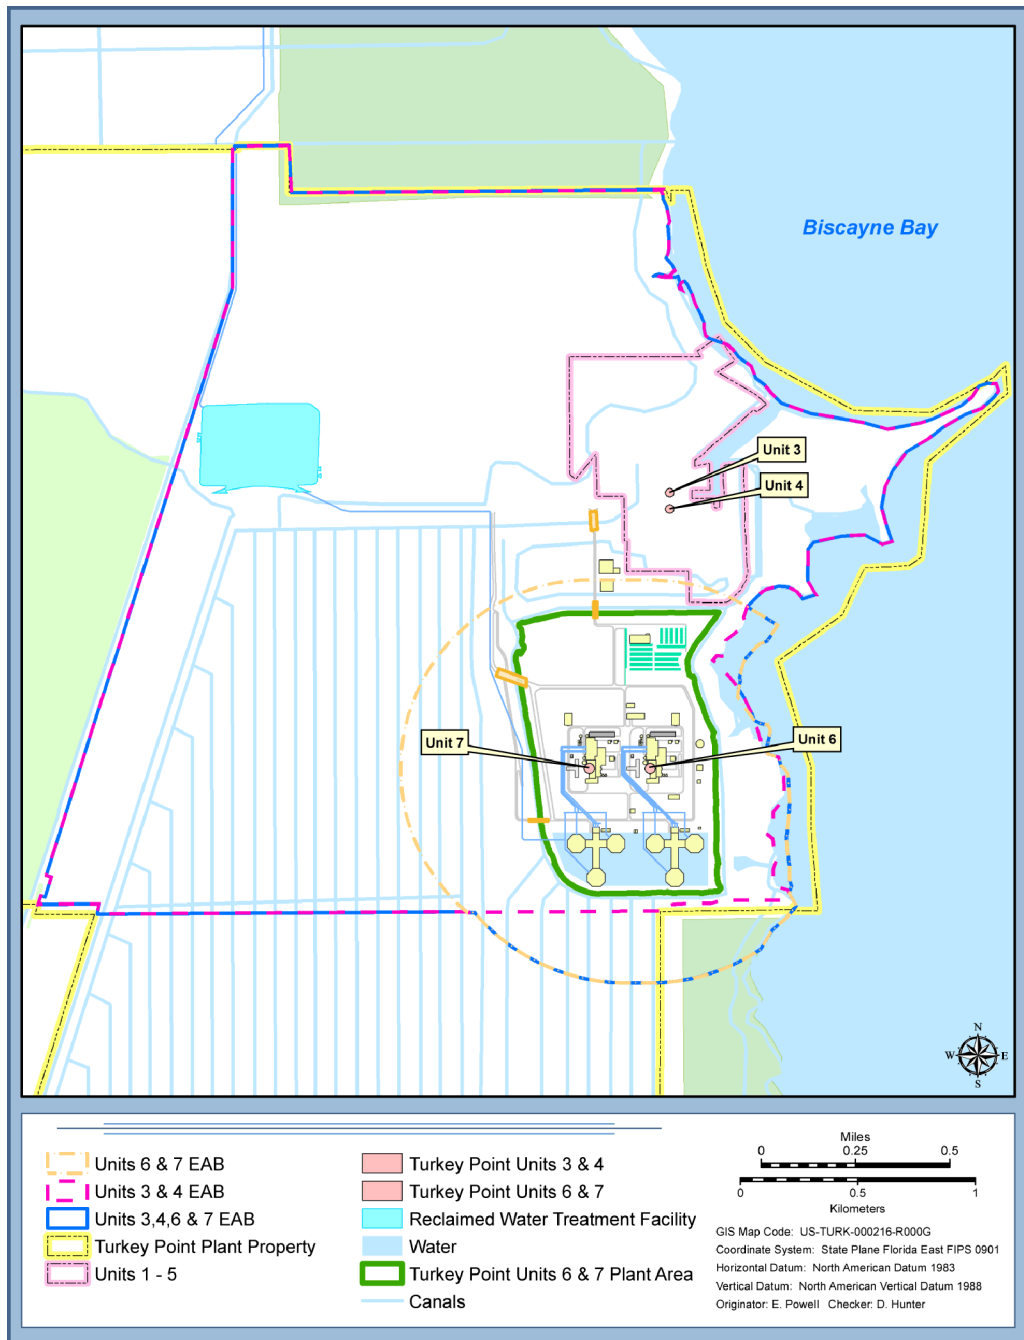 Biscayne Bay
Unit 3
Unit 4
Unit 7
Unit 6
N
W E
S
Units 6 & 7 EAB
Units 3 & 4 EAB
Units 3,4,6 & 7 EAB
Turkey Point Plant Property
Units 1 - 5
Turkey Point Units 3 & 4
Turkey Point Units 6 & 7
Reclaimed Water Treatment Facility
Water
Turkey Point Units 6 & 7 Plant Area
Canals
Miles
0 0.25 0.5
0 0.5 1
Kilometers
GIS Map Code: US-TURK-000216-R000G
Coordinate System: State Plane Florida East FIPS 0901
Horizontal Datum: North American Datum 1983
Vertical Datum: North American Vertical Datum 1988
Originator: E. Powell Checker: D. Hunter